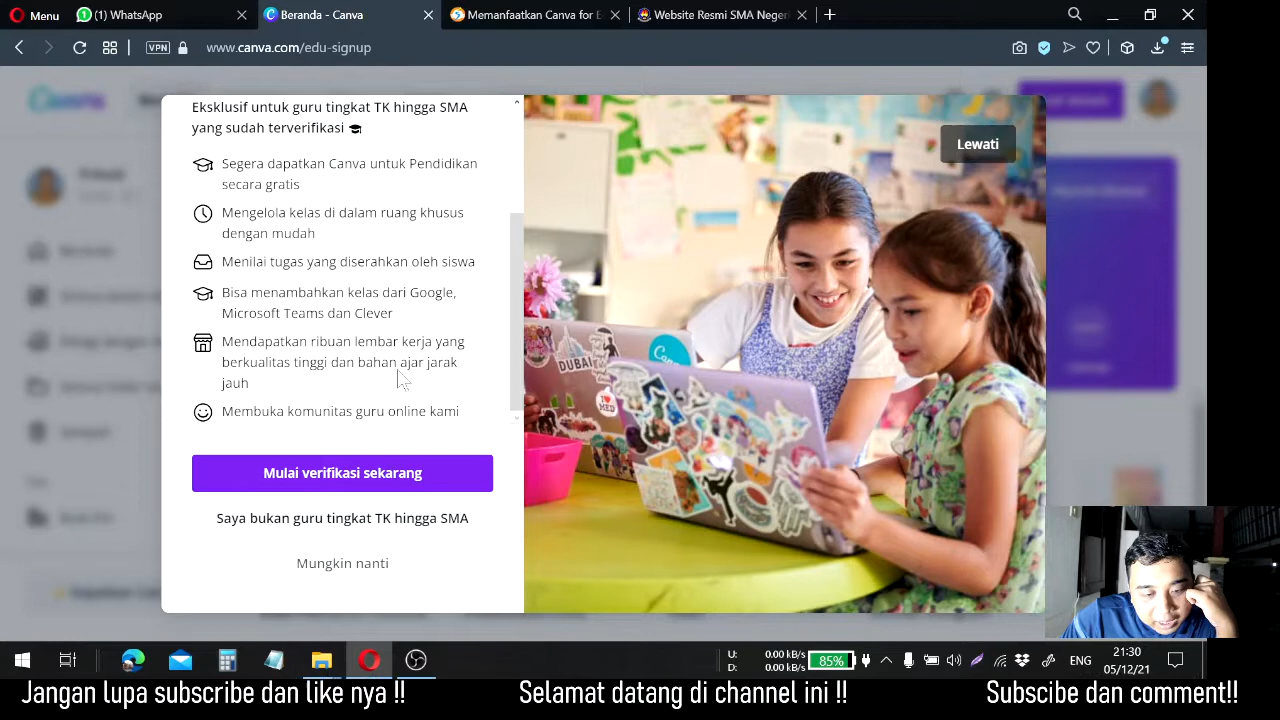 Menu
(1) WhatsApp
Beranda - Canva
Memanfaatkan Canva for E
Website Resmi SMA Negeri
VPN
www.canva.com/edu-signup
Eksklusif untuk guru tingkat TK hingga SMA
yang sudah terverifikasi
Segera dapatkan Canva untuk Pendidikan
secara gratis
Mengelola kelas di dalam ruang khusus
dengan mudah
Menilai tugas yang diserahkan oleh siswa
Bisa menambahkan kelas dari Google,
Microsoft Teams dan Clever
Mendapatkan ribuan lembar kerja yang
berkualitas tinggi dan bahan ajar jarak
jauh
Membuka komunitas guru online kami
Mulai verifikasi sekarang
Saya bukan guru tingkat TK hingga SMA
Mungkin nanti
Lewati
Canva
DUBAI
I MED
U: 0.00 kB/s
D: 0.00 kB/s
85%
ENG
21:30
05/12/21
Jangan lupa subscribe dan like nya !!
Selamat datang di channel ini !!
Subscibe dan comment!!